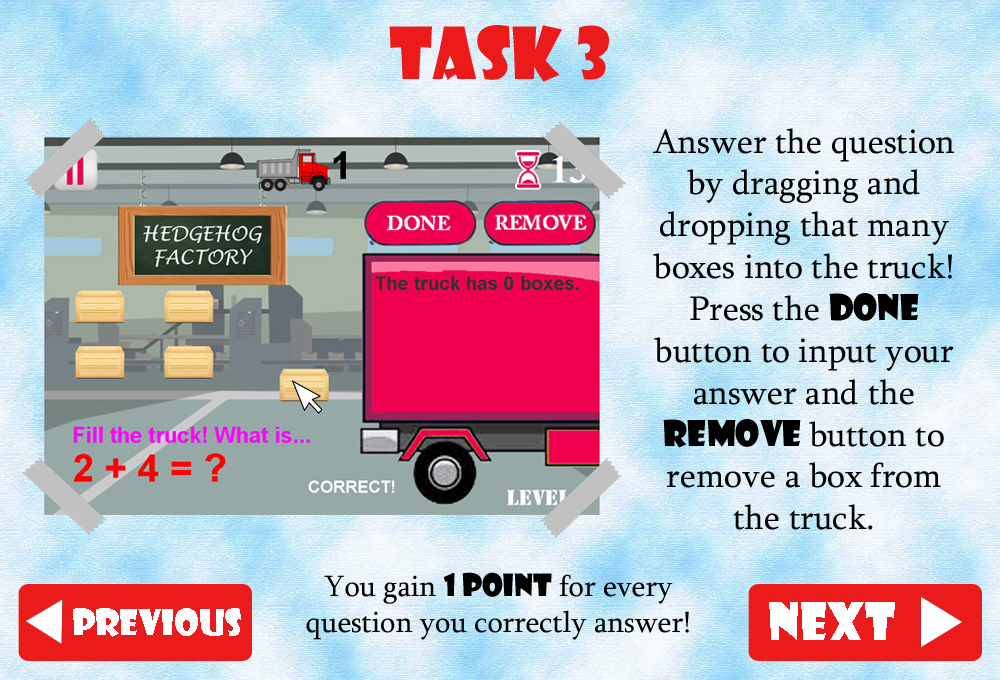 TASK 3
1
DONE
REMOVE
HEDGEHOG
FACTORY
The truck has 0 boxes.
Fill the truck! What is...
2 + 4 = ?
CORRECT!
Answer the question
by dragging and
dropping that many
boxes into the truck!
Press the DONE
button to input your
answer and the
REMOVE button to
remove a box from
the truck.
You gain 1 POINT for every
question you correctly answer!
PREVIOUS
NEXT